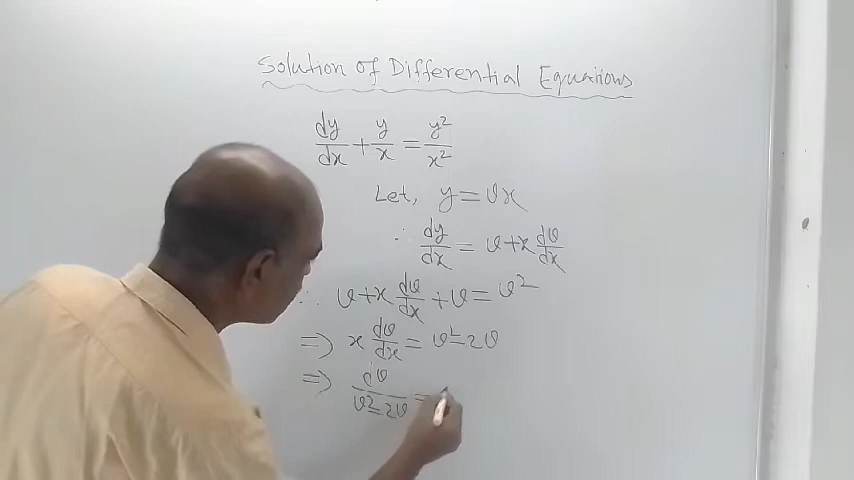 Solution of Differential Equations
dy/dx + y/x = y²/x²
Let, y = vx
∴ dy/dx = v + x dv/dx
∴ v + x dv/dx + v = v²
⇒ x dv/dx = v² - 2v
⇒ dv/(v² - 2v) =